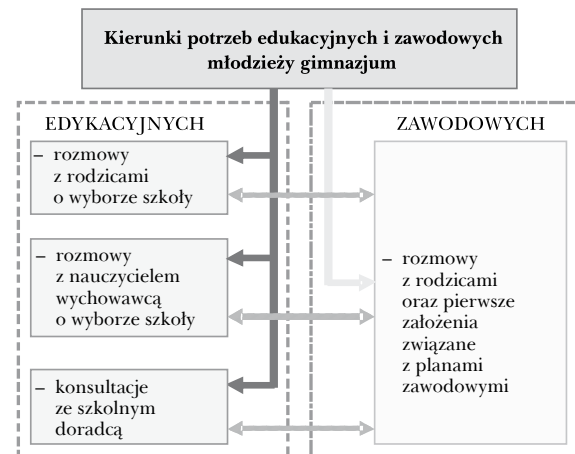 Kierunki potrzeb edukacyjnych i zawodowych
młodzieży gimnazjum
EDYKACYJNYCH
– rozmowy
z rodzicami
o wyborze szkoły
– rozmowy
z nauczycielem
wychowawcą
o wyborze szkoły
– konsultacje
ze szkolnym
doradcą
ZAWODOWYCH
– rozmowy
z rodzicami
oraz pierwsze
założenia
związane
z planami
zawodowymi